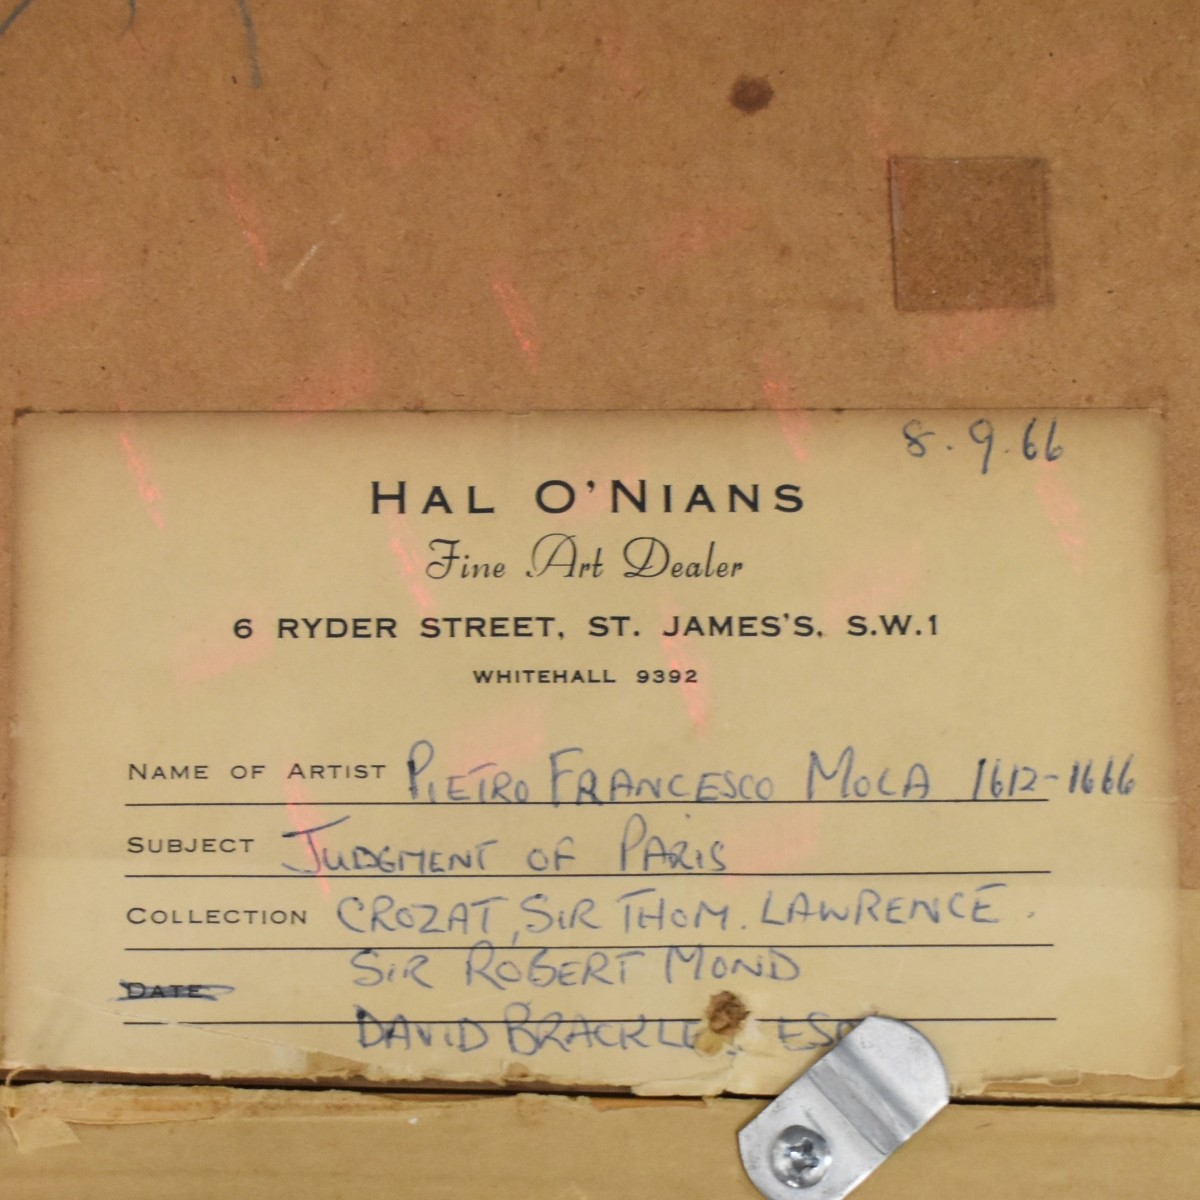 8.9.66
HAL O'NIANS
Fine Art Dealer
6 RYDER STREET, ST. JAMES'S, S.W.1
WHITEHALL 9392
NAME OF ARTIST PIETRO FRANCESCO MOLA 1612-1666
SUBJECT JUDGMENT OF PARIS
COLLECTION CROZAT, SIR THOM. LAWRENCE.
SIR ROBERT MOND
DATE
DAVID